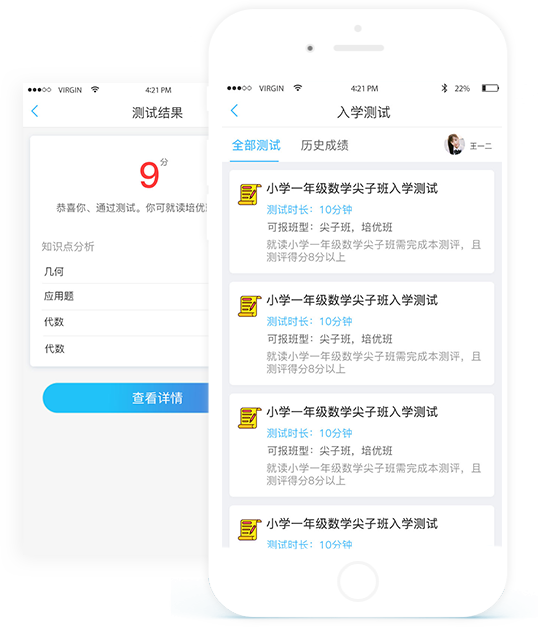 VIRGIN
4:21 PM
测试结果
9分
恭喜你、通过测试。你可就读培优
知识点分析
几何
应用题
代数
代数
查看详情
VIRGIN 4:21 PM 22%
入学测试
全部测试 历史成绩 王一二
小学一年级数学尖子班入学测试
测试时长：10分钟
可报班型：尖子班，培优班
就读小学一年级数学尖子班需完成本测评，且
测评得分8分以上
小学一年级数学尖子班入学测试
测试时长：10分钟
可报班型：尖子班，培优班
就读小学一年级数学尖子班需完成本测评，且
测评得分8分以上
小学一年级数学尖子班入学测试
测试时长：10分钟
可报班型：尖子班，培优班
就读小学一年级数学尖子班需完成本测评，且
测评得分8分以上
小学一年级数学尖子班入学测试
测试时长：10分钟